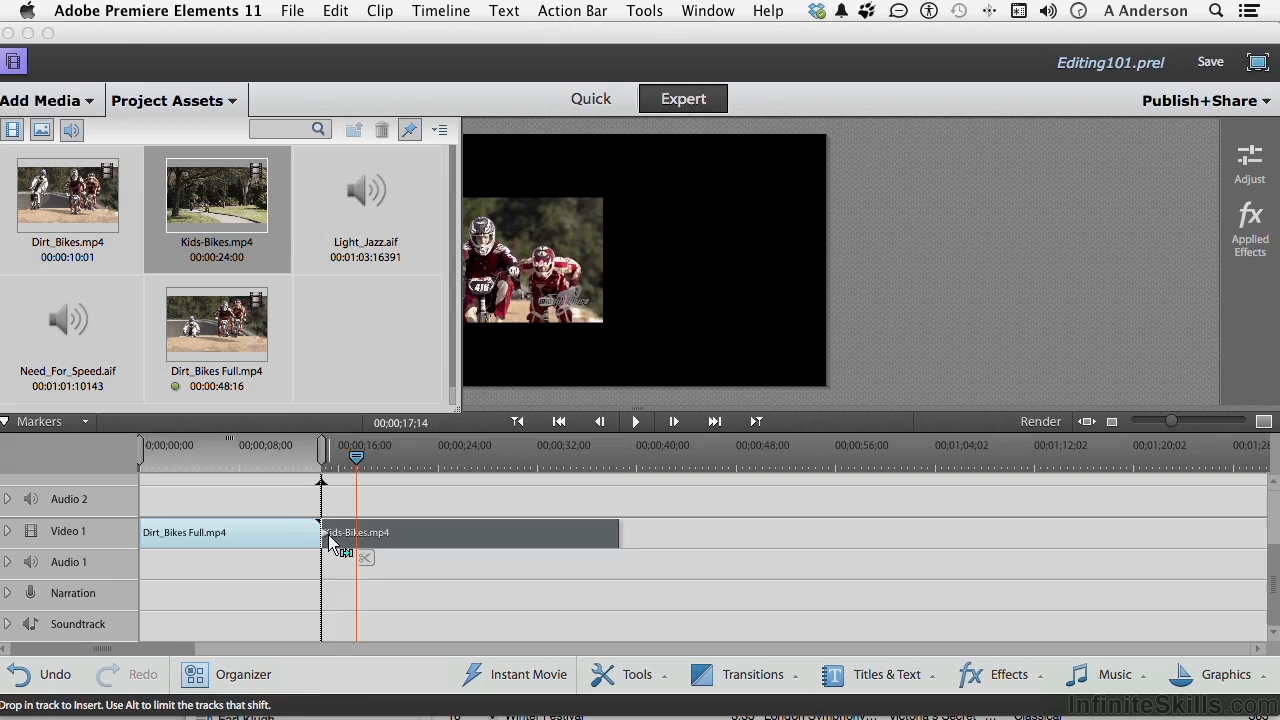 Adobe Premiere Elements 11 File Edit Clip Timeline Text Action Bar Tools Window Help A Anderson
Editing101.prel Save
Add Media Project Assets Quick Expert Publish+Share
Dirt_Bikes.mp4
00:00:10:01
Kids-Bikes.mp4
00:00:24:00
Light_Jazz.aif
00:01:03:16391
Adjust
fx
Applied
Effects
Need_For_Speed.aif
00:01:01:10143
Dirt_Bikes Full.mp4
00:00:48:16
416
Markers 00;00;17;14 Render
0;00;00;00 00;00;08;00 00;00;16;00 00;00;24;00 00;00;32;00 00;00;40;00 00;00;48;00 00;00;56;00 00;01;04;02 00;01;12;02 00;01;20;02 00;01;28
Audio 2
Video 1 Dirt_Bikes Full.mp4 Kids-Bikes.mp4
Audio 1
Narration
Soundtrack
Undo Redo Organizer Instant Movie Tools Transitions T Titles & Text fx Effects Music Graphics
Drop in track to Insert. Use Alt to limit the tracks that shift.
InfiniteSkills.com